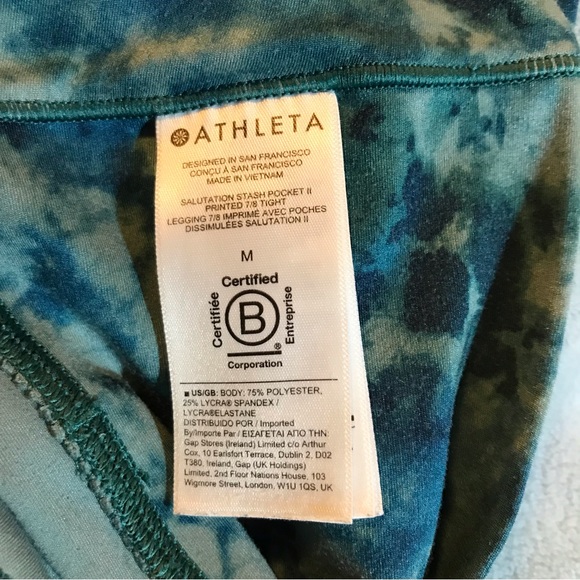 ATHLETA
DESIGNED IN SAN FRANCISCO
CONÇU À SAN FRANCISCO
MADE IN VIETNAM
SALUTATION STASH POCKET II
PRINTED 7/8 TIGHT
LEGGING 7/8 IMPRIMÉ AVEC POCHES
DISSIMULÉES SALUTATION II
M
Certified
Certifiée
B
Entreprise
®
Corporation
■ US/GB: BODY: 75% POLYESTER,
25% LYCRA® SPANDEX /
LYCRA®ELASTANE
DISTRIBUIDO POR / Imported
By/Importe Par / ΕΙΣΑΓΕΤΑΙ ΑΠΟ ΤΗΝ:
Gap Stores (Ireland) Limited c/o Arthur
Cox, 10 Earlsfort Terrace, Dublin 2, D02
T380, Ireland, Gap (UK Holdings)
Limited, 2nd Floor Nations House, 103
Wigmore Street, London, W1U 1QS, UK